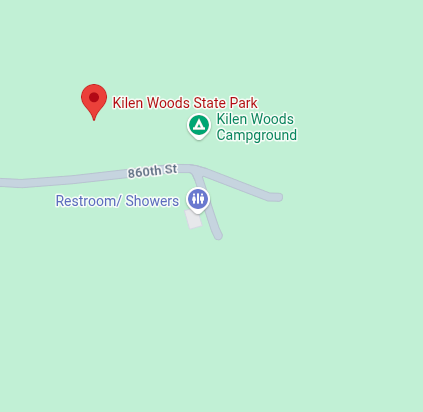 Kilen Woods State Park
Kilen Woods
Campground
860th St
Restroom/ Showers